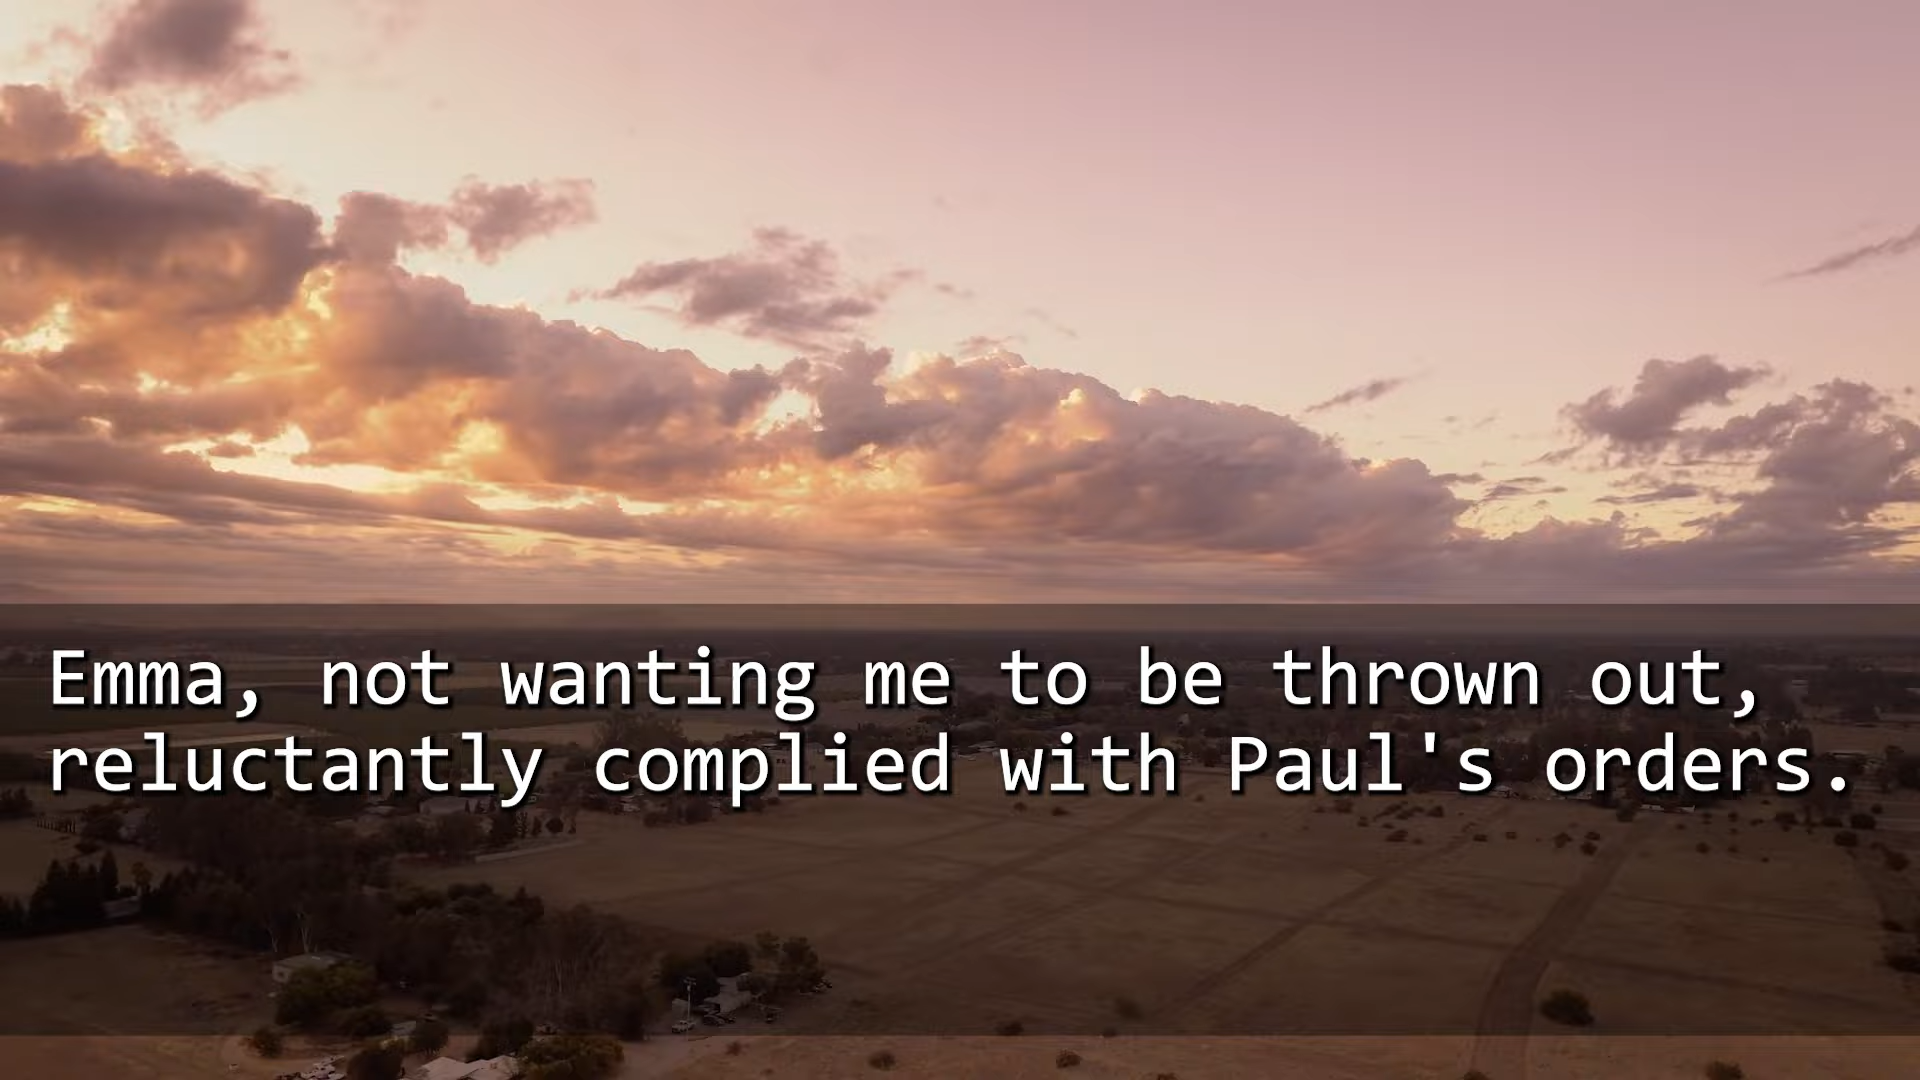 Emma, not wanting me to be thrown out,
reluctantly complied with Paul's orders.